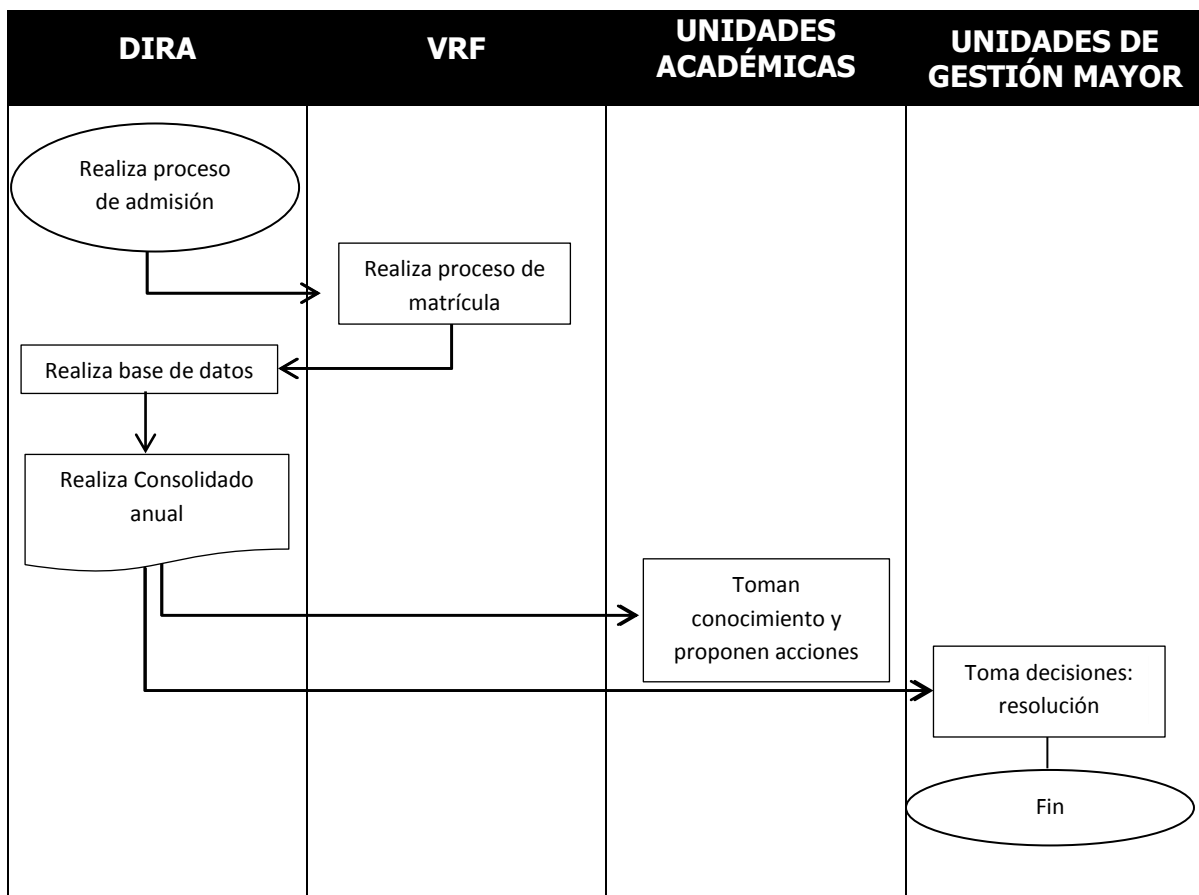 DIRA
VRF
UNIDADES
ACADÉMICAS
UNIDADES DE
GESTIÓN MAYOR
Realiza proceso
de admisión
Realiza proceso de
matrícula
Realiza base de datos
Realiza Consolidado
anual
Toman
conocimiento y
proponen acciones
Toma decisiones:
resolución
Fin